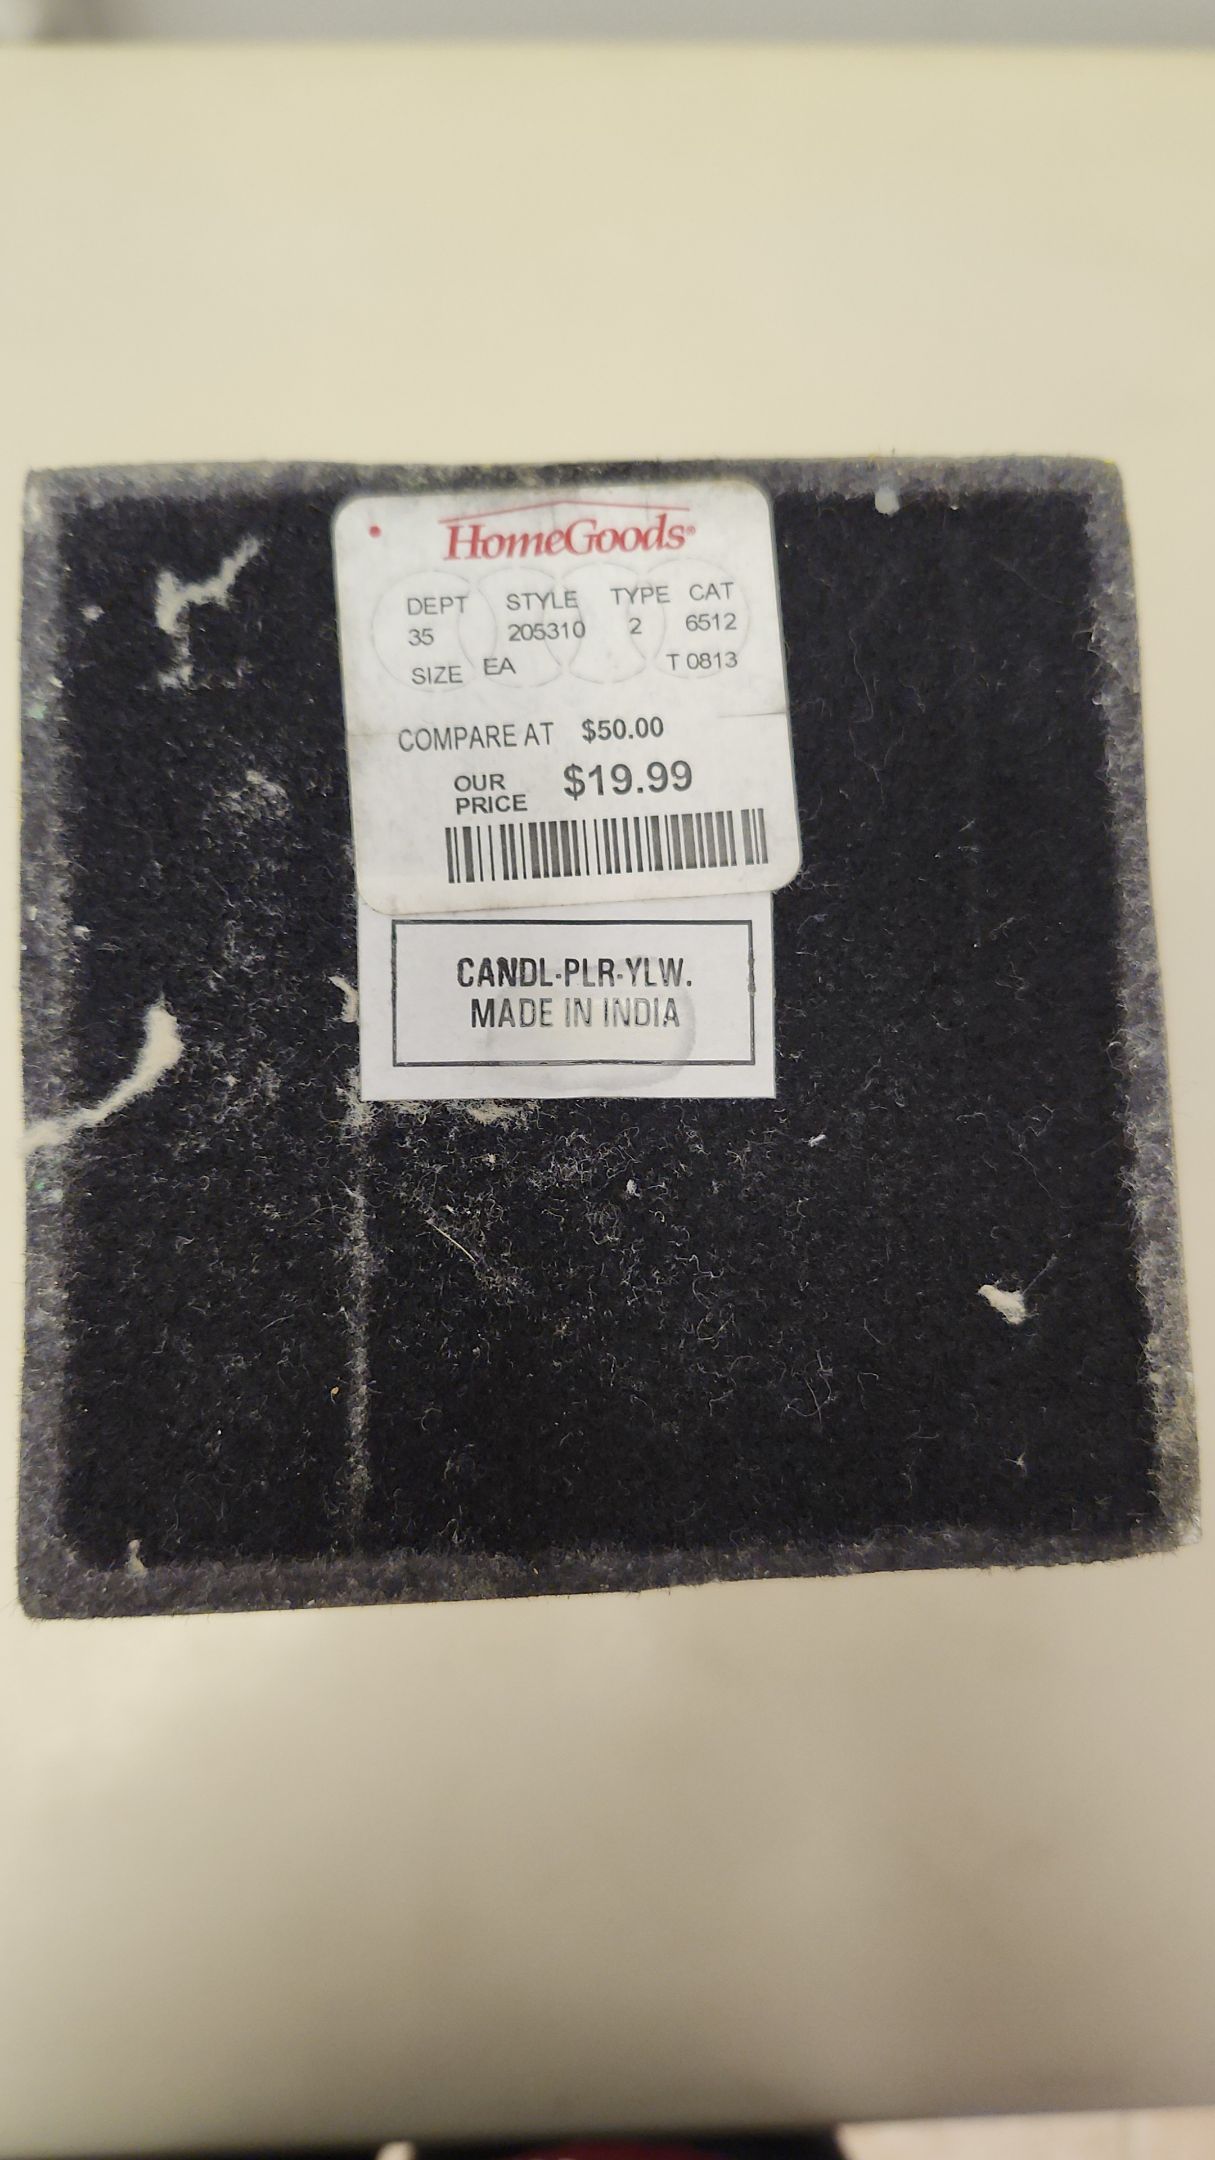 HomeGoods®
DEPT STYLE TYPE CAT
35 205310 2 6512
SIZE EA T 0813
COMPARE AT $50.00
OUR PRICE $19.99
CANDL-PLR-YLW.
MADE IN INDIA